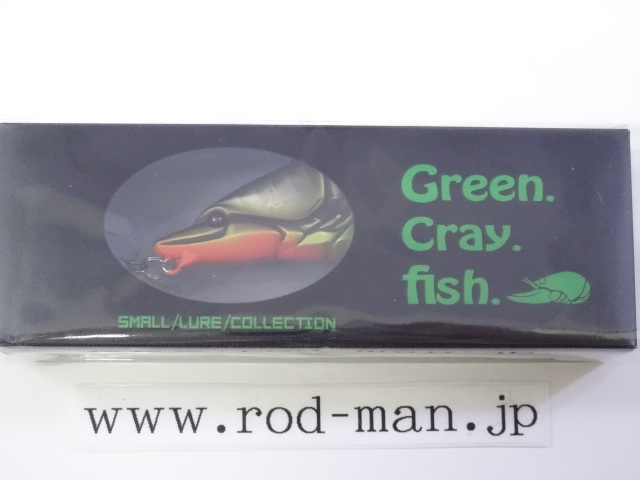 Green.
Cray.
fish.
SMALL/LURE/COLLECTION
www.rod-man.jp